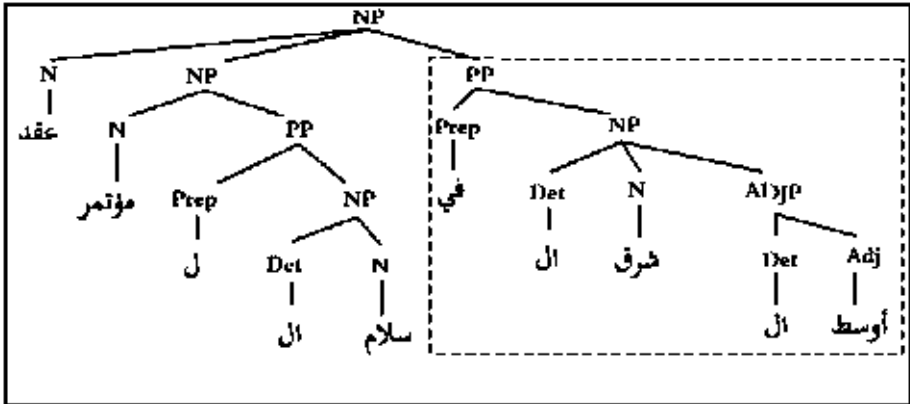 NP
N NP PP
عقد N PP Prep NP
مؤتمر Prep NP في Det N ADJP
ل Det N ال شرق Det Adj
ال سلام ال أوسط